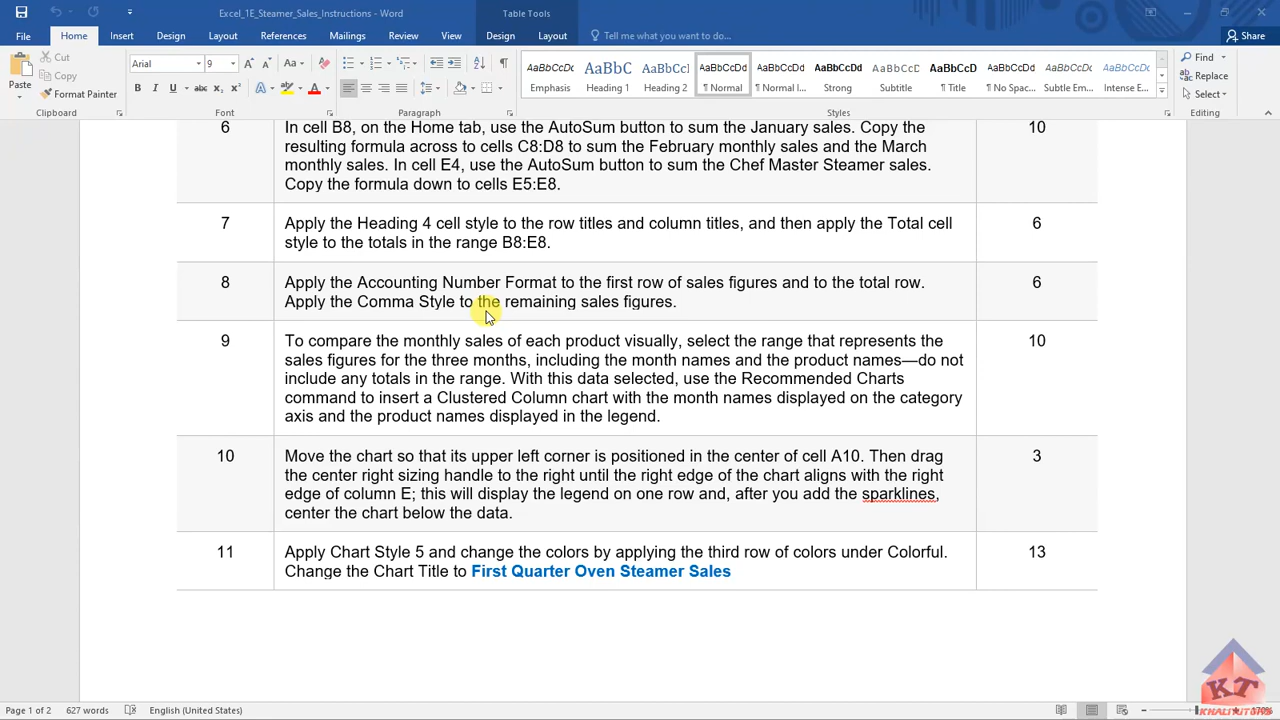 Excel_1E_Steamer_Sales_Instructions - Word
Table Tools
File Home Insert Design Layout References Mailings Review View Design Layout Tell me what you want to do... Share
Paste
Cut
Copy
Format Painter
Clipboard
Arial 9
Font
Paragraph
AaBbCcDc AaBbC AaBbCcI AaBbCcDd AaBbCcDd AaBbCcDd AaBbCcDd AaBbCcDd AaBbCcDd AaBbCcDd AaBbCcDd
Emphasis Heading 1 Heading 2 ¶ Normal ¶ Normal I... Strong Subtitle ¶ Title ¶ No Spac... Subtle Em... Intense E...
Styles
Find
Replace
Select
Editing
6 In cell B8, on the Home tab, use the AutoSum button to sum the January sales. Copy the 10
resulting formula across to cells C8:D8 to sum the February monthly sales and the March
monthly sales. In cell E4, use the AutoSum button to sum the Chef Master Steamer sales.
Copy the formula down to cells E5:E8.
7 Apply the Heading 4 cell style to the row titles and column titles, and then apply the Total cell 6
style to the totals in the range B8:E8.
8 Apply the Accounting Number Format to the first row of sales figures and to the total row. 6
Apply the Comma Style to the remaining sales figures.
9 To compare the monthly sales of each product visually, select the range that represents the 10
sales figures for the three months, including the month names and the product names—do not
include any totals in the range. With this data selected, use the Recommended Charts
command to insert a Clustered Column chart with the month names displayed on the category
axis and the product names displayed in the legend.
10 Move the chart so that its upper left corner is positioned in the center of cell A10. Then drag 3
the center right sizing handle to the right until the right edge of the chart aligns with the right
edge of column E; this will display the legend on one row and, after you add the sparklines,
center the chart below the data.
11 Apply Chart Style 5 and change the colors by applying the third row of colors under Colorful. 13
Change the Chart Title to First Quarter Oven Steamer Sales
Page 1 of 2 627 words English (United States)
KT